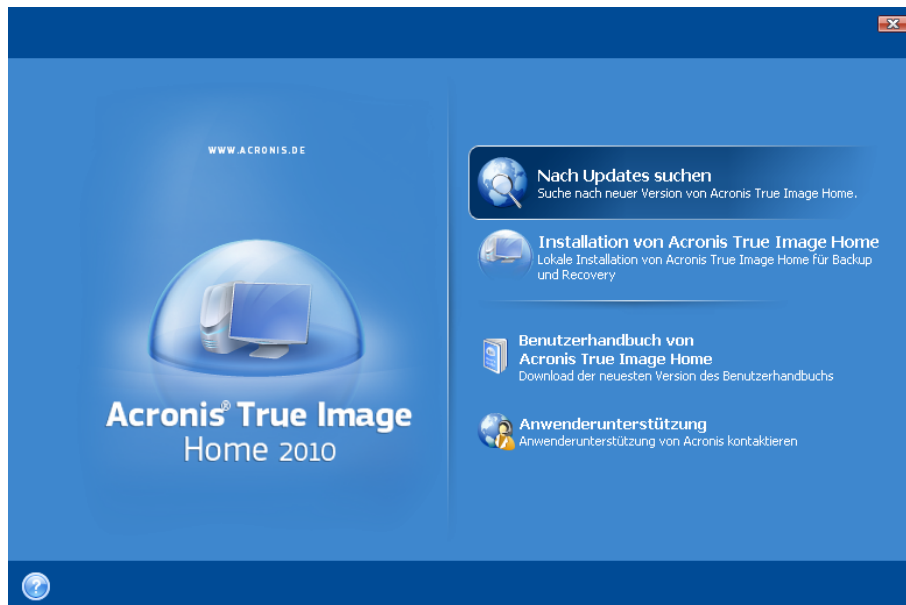 WWW.ACRONIS.DE
Acronis® True Image
Home 2010
Nach Updates suchen
Suche nach neuer Version von Acronis True Image Home.
Installation von Acronis True Image Home
Lokale Installation von Acronis True Image Home für Backup
und Recovery
Benutzerhandbuch von
Acronis True Image Home
Download der neuesten Version des Benutzerhandbuchs
Anwenderunterstützung
Anwenderunterstützung von Acronis kontaktieren
?